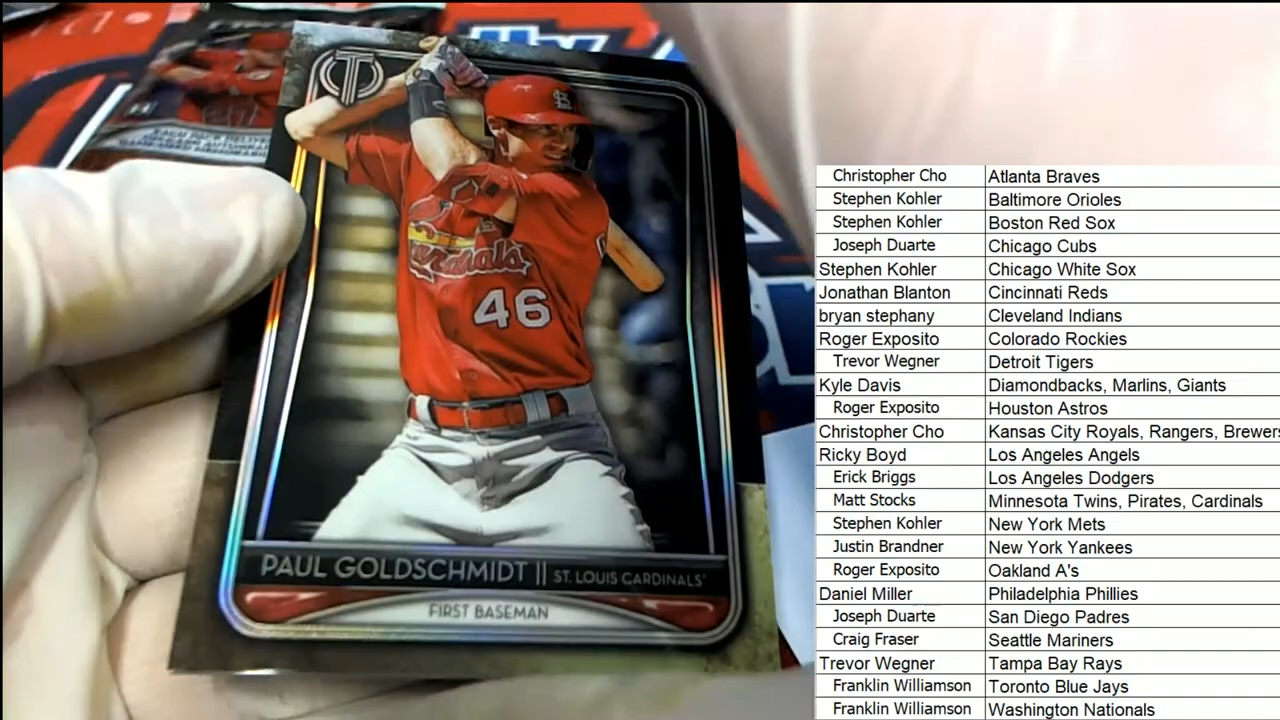 Cardinals
46
PAUL GOLDSCHMIDT || ST. LOUIS CARDINALS
FIRST BASEMAN
Christopher Cho Atlanta Braves
Stephen Kohler Baltimore Orioles
Stephen Kohler Boston Red Sox
Joseph Duarte Chicago Cubs
Stephen Kohler Chicago White Sox
Jonathan Blanton Cincinnati Reds
bryan stephany Cleveland Indians
Roger Exposito Colorado Rockies
Trevor Wegner Detroit Tigers
Kyle Davis Diamondbacks, Marlins, Giants
Roger Exposito Houston Astros
Christopher Cho Kansas City Royals, Rangers, Brewers
Ricky Boyd Los Angeles Angels
Erick Briggs Los Angeles Dodgers
Matt Stocks Minnesota Twins, Pirates, Cardinals
Stephen Kohler New York Mets
Justin Brandner New York Yankees
Roger Exposito Oakland A's
Daniel Miller Philadelphia Phillies
Joseph Duarte San Diego Padres
Craig Fraser Seattle Mariners
Trevor Wegner Tampa Bay Rays
Franklin Williamson Toronto Blue Jays
Franklin Williamson Washington Nationals